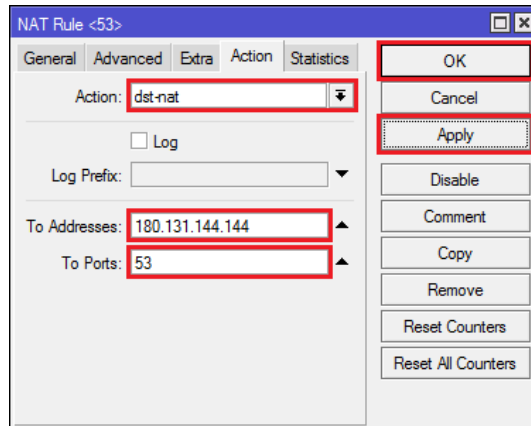 NAT Rule <53>
General Advanced Extra Action Statistics
Action: dst-nat
Log
Log Prefix:
To Addresses: 180.131.144.144
To Ports: 53
OK
Cancel
Apply
Disable
Comment
Copy
Remove
Reset Counters
Reset All Counters